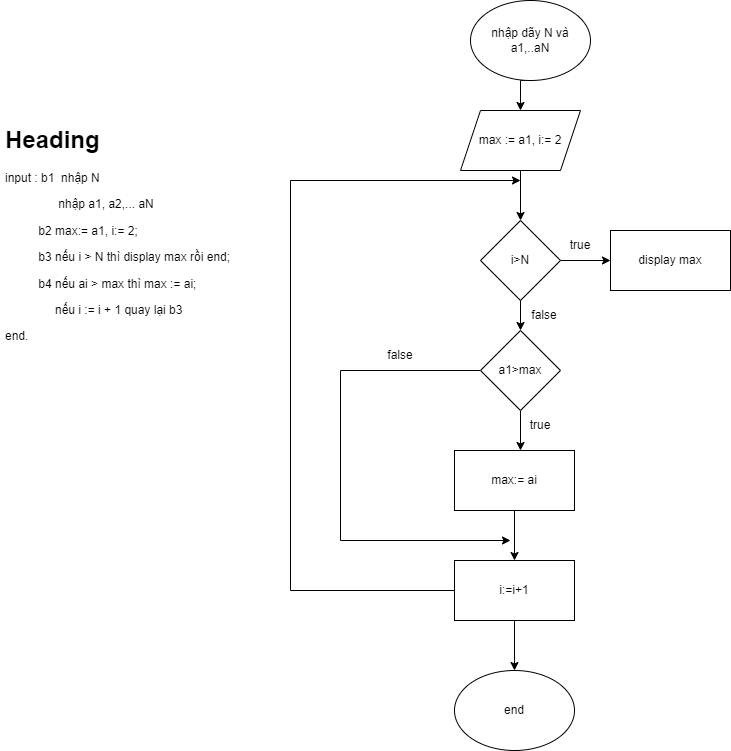 Heading
input : b1 nhập N
nhập a1, a2,... aN
b2 max:= a1, i:= 2;
b3 nếu i > N thì display max rồi end;
b4 nếu ai > max thì max := ai;
nếu i := i + 1 quay lại b3
end.
nhập dãy N và
a1,..aN
max := a1, i:= 2
i>N
true
display max
false
a1>max
false
true
max:= ai
i:=i+1
end